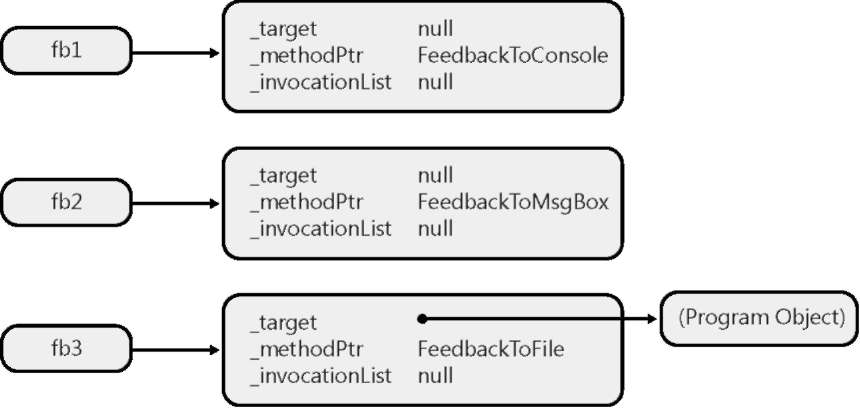 fb1
_target null
_methodPtr FeedbackToConsole
_invocationList null
fb2
_target null
_methodPtr FeedbackToMsgBox
_invocationList null
fb3
_target
_methodPtr FeedbackToFile
_invocationList null
(Program Object)